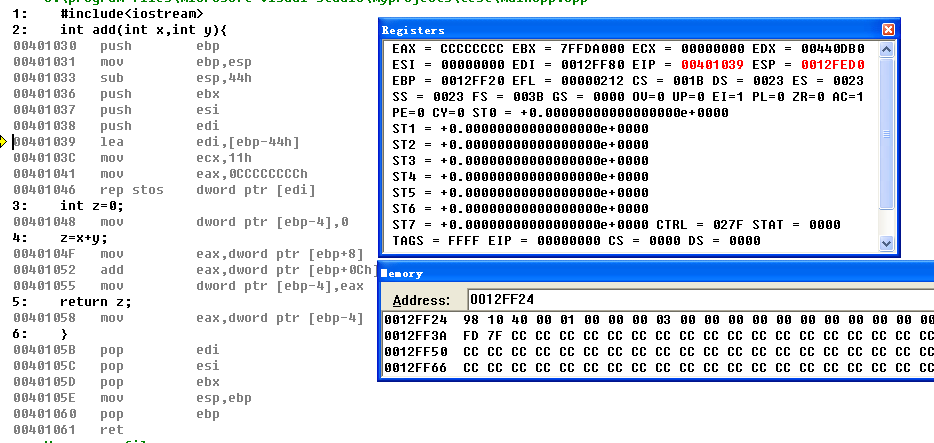 1: #include<iostream>
2: int add(int x,int y){
00401030 push ebp
00401031 mov ebp,esp
00401033 sub esp,44h
00401036 push ebx
00401037 push esi
00401038 push edi
00401039 lea edi,[ebp-44h]
0040103C mov ecx,11h
00401041 mov eax,0CCCCCCCCh
00401046 rep stos dword ptr [edi]
3: int z=0;
00401048 mov dword ptr [ebp-4],0
4: z=x+y;
0040104F mov eax,dword ptr [ebp+8]
00401052 add eax,dword ptr [ebp+0Ch]
00401055 mov dword ptr [ebp-4],eax
5: return z;
00401058 mov eax,dword ptr [ebp-4]
6: }
0040105B pop edi
0040105C pop esi
0040105D pop ebx
0040105E mov esp,ebp
00401060 pop ebp
00401061 ret
Registers
EAX = CCCCCCCC EBX = 7FFDA000 ECX = 00000000 EDX = 00440DB0
ESI = 00000000 EDI = 0012FF80 EIP = 00401039 ESP = 0012FED0
EBP = 0012FF20 EFL = 00000212 CS = 001B DS = 0023 ES = 0023
SS = 0023 FS = 003B GS = 0000 OV=0 UP=0 EI=1 PL=0 ZR=0 AC=1
PE=0 CY=0 ST0 = +0.00000000000000000e+0000
ST1 = +0.00000000000000000e+0000
ST2 = +0.00000000000000000e+0000
ST3 = +0.00000000000000000e+0000
ST4 = +0.00000000000000000e+0000
ST5 = +0.00000000000000000e+0000
ST6 = +0.00000000000000000e+0000
ST7 = +0.00000000000000000e+0000 CTRL = 027F STAT = 0000
TAGS = FFFF EIP = 00000000 CS = 0000 DS = 0000
Memory
Address: 0012FF24
0012FF24 98 10 40 00 01 00 00 00 03 00 00 00 00 00 00 00 00 00 00 00
0012FF3A FD 7F CC CC CC CC CC CC CC CC CC CC CC CC CC CC CC CC CC CC
0012FF50 CC CC CC CC CC CC CC CC CC CC CC CC CC CC CC CC CC CC CC CC
0012FF66 CC CC CC CC CC CC CC CC CC CC CC CC CC CC CC CC CC CC CC CC